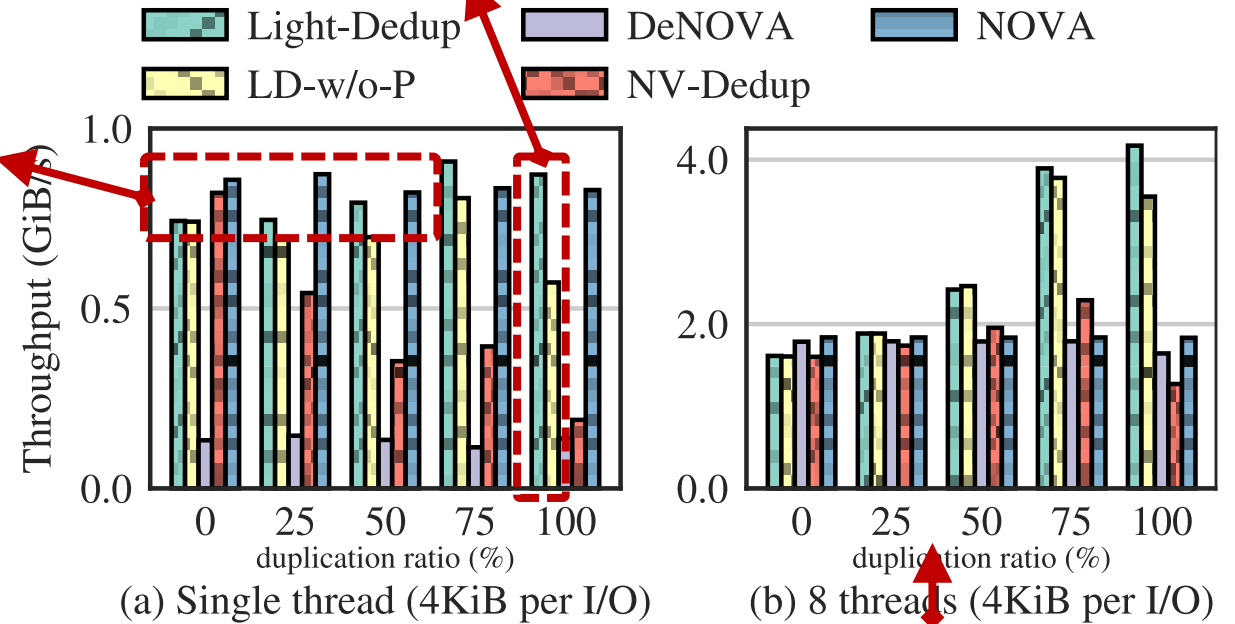 Light-Dedup DeNOVA NOVA
LD-w/o-P NV-Dedup
Throughput (GiB/s)
1.0
0.5
0.0
0 25 50 75 100
duplication ratio (%)
(a) Single thread (4KiB per I/O)
4.0
2.0
0.0
0 25 50 75 100
duplication ratio (%)
(b) 8 threads (4KiB per I/O)